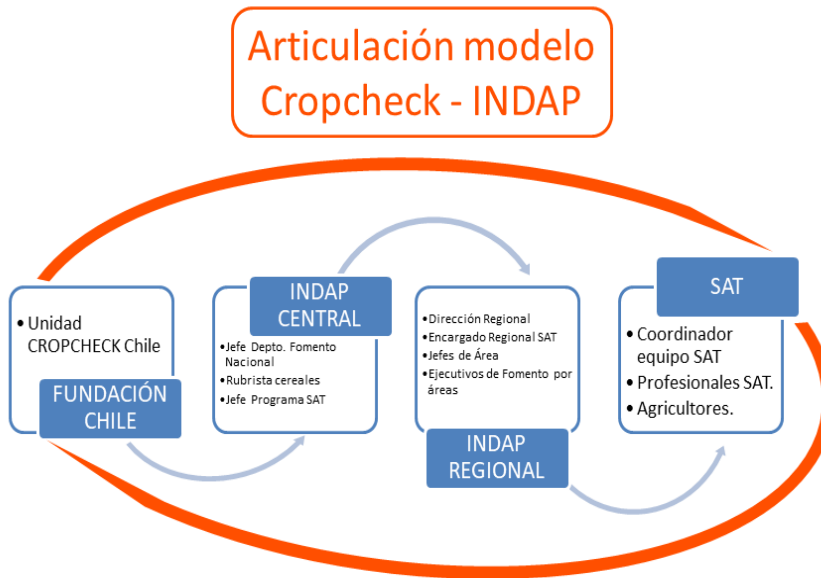 Articulación modelo
Cropcheck - INDAP
• Unidad
CROPCHECK Chile
FUNDACIÓN
CHILE
INDAP
CENTRAL
•Jefe Depto. Fomento
Nacional
•Rubrista cereales
•Jefe Programa SAT
•Dirección Regional
•Encargado Regional SAT
•Jefes de Área
•Ejecutivos de Fomento por
áreas
INDAP
REGIONAL
SAT
• Coordinador
equipo SAT
• Profesionales SAT.
• Agricultores.